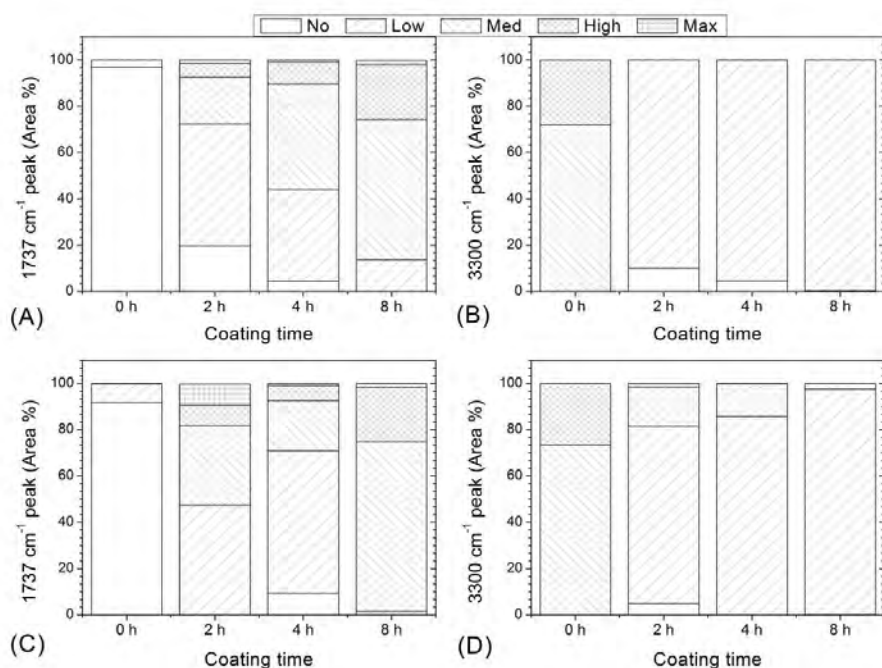 No Low Med High Max
100
80
60
40
20
0
1737 cm⁻¹ peak (Area %)
0 h 2 h 4 h 8 h
Coating time
(A)
100
80
60
40
20
0
3300 cm⁻¹ peak (Area %)
0 h 2 h 4 h 8 h
Coating time
(B)
100
80
60
40
20
0
1737 cm⁻¹ peak (Area %)
0 h 2 h 4 h 8 h
Coating time
(C)
100
80
60
40
20
0
3300 cm⁻¹ peak (Area %)
0 h 2 h 4 h 8 h
Coating time
(D)